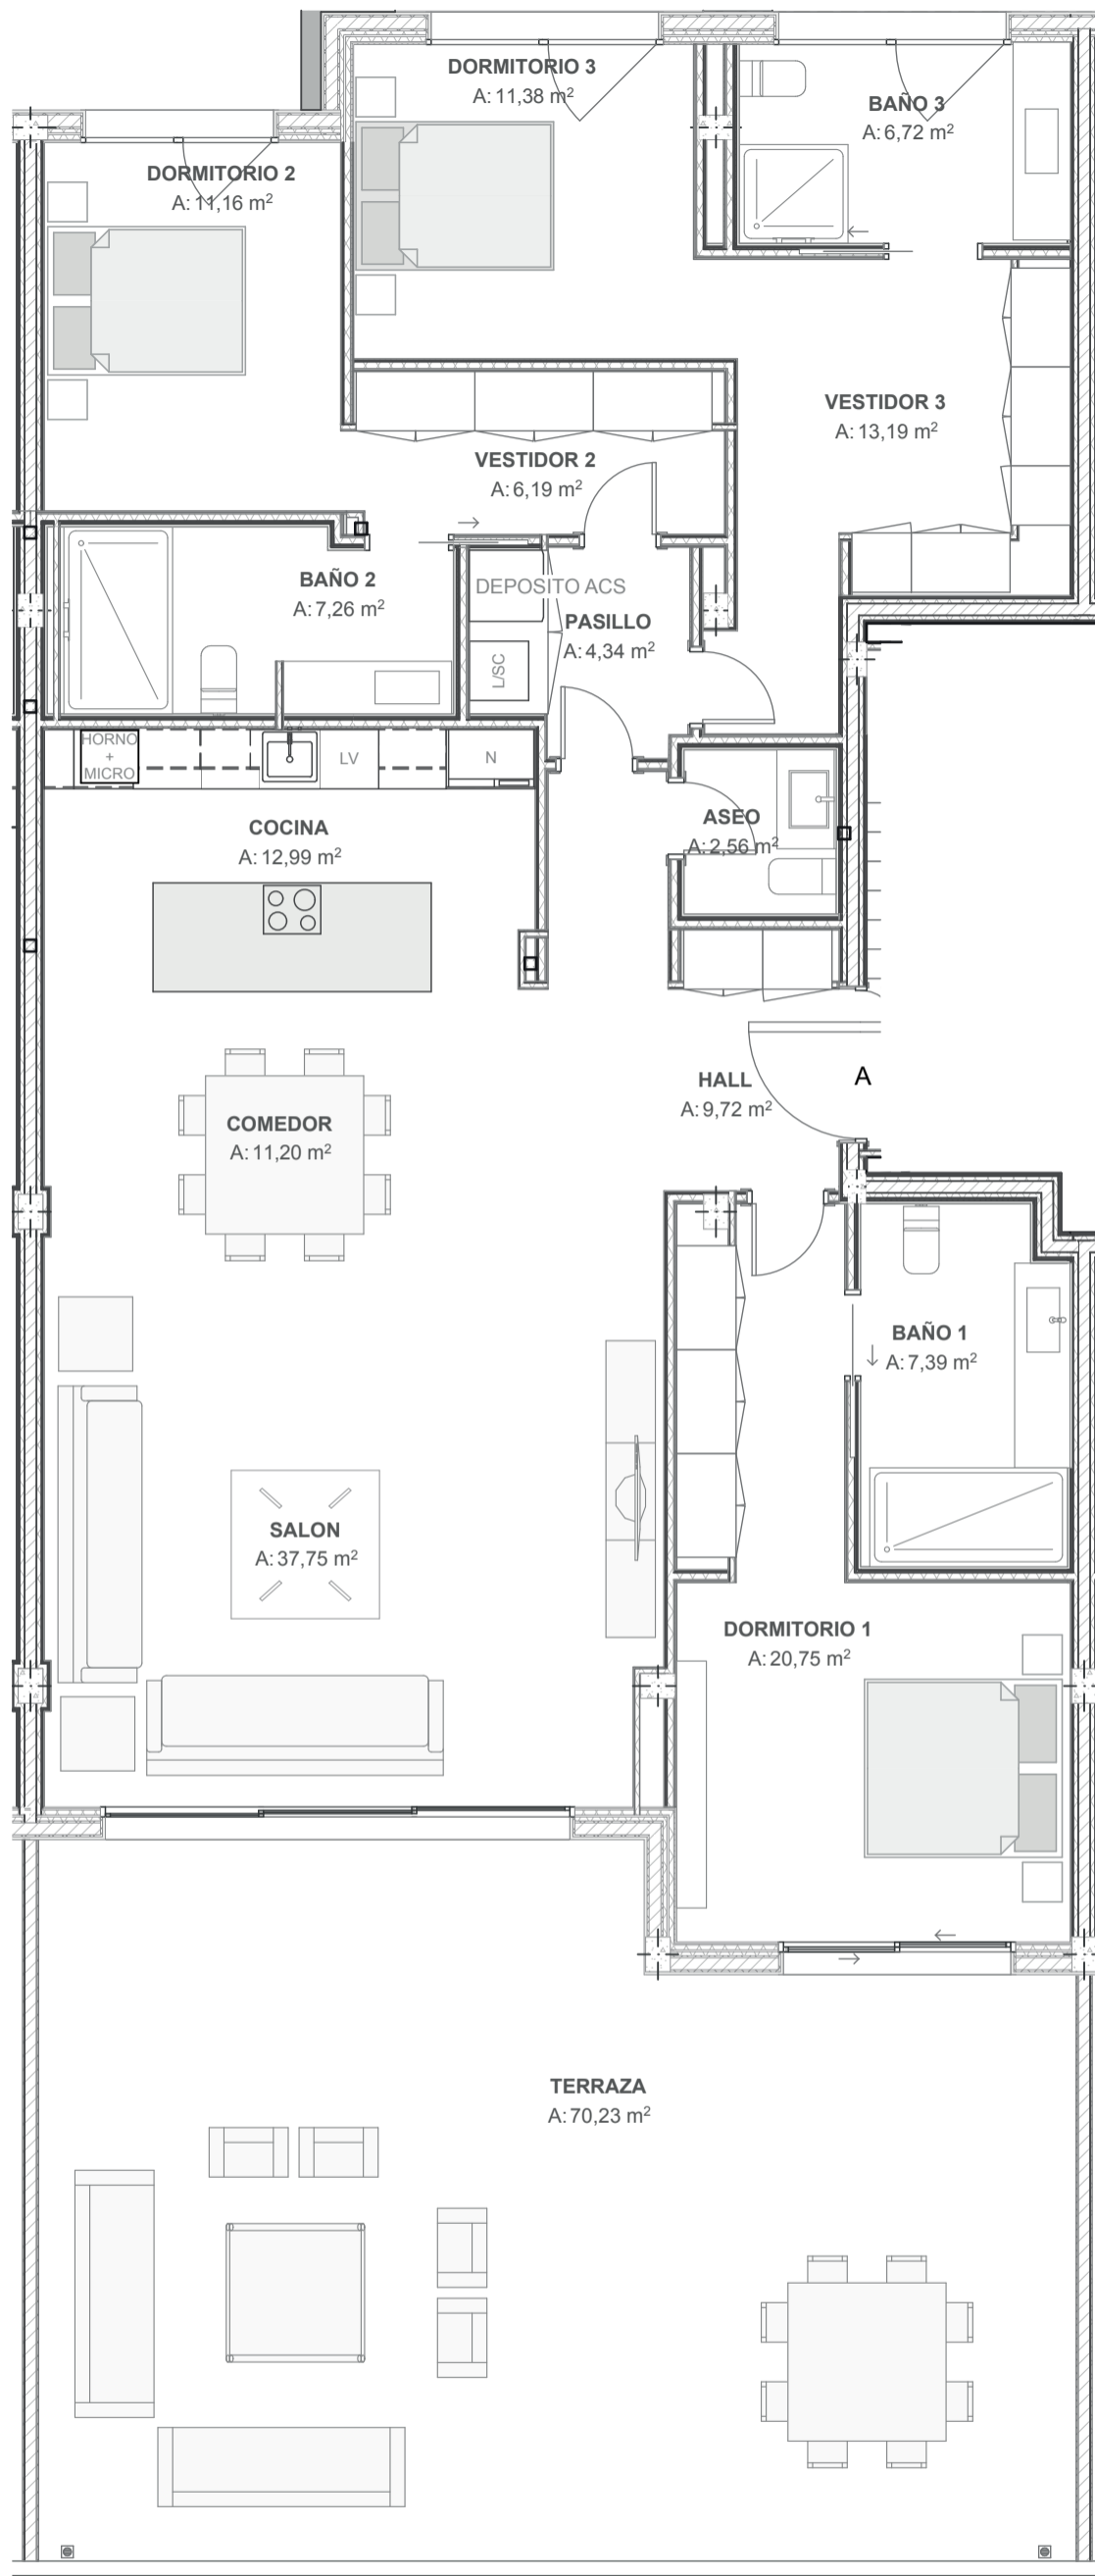 DORMITORIO 3
A: 11,38 m²
BAÑO 3
A: 6,72 m²
DORMITORIO 2
A: 11,16 m²
VESTIDOR 3
A: 13,19 m²
VESTIDOR 2
A: 6,19 m²
BAÑO 2
A: 7,26 m²
DEPOSITO ACS
PASILLO
A: 4,34 m²
L/SC
HORNO
+
MICRO
LV
N
COCINA
A: 12,99 m²
ASEO
A: 2,56 m²
HALL
A: 9,72 m²
A
COMEDOR
A: 11,20 m²
BAÑO 1
A: 7,39 m²
SALON
A: 37,75 m²
DORMITORIO 1
A: 20,75 m²
TERRAZA
A: 70,23 m²